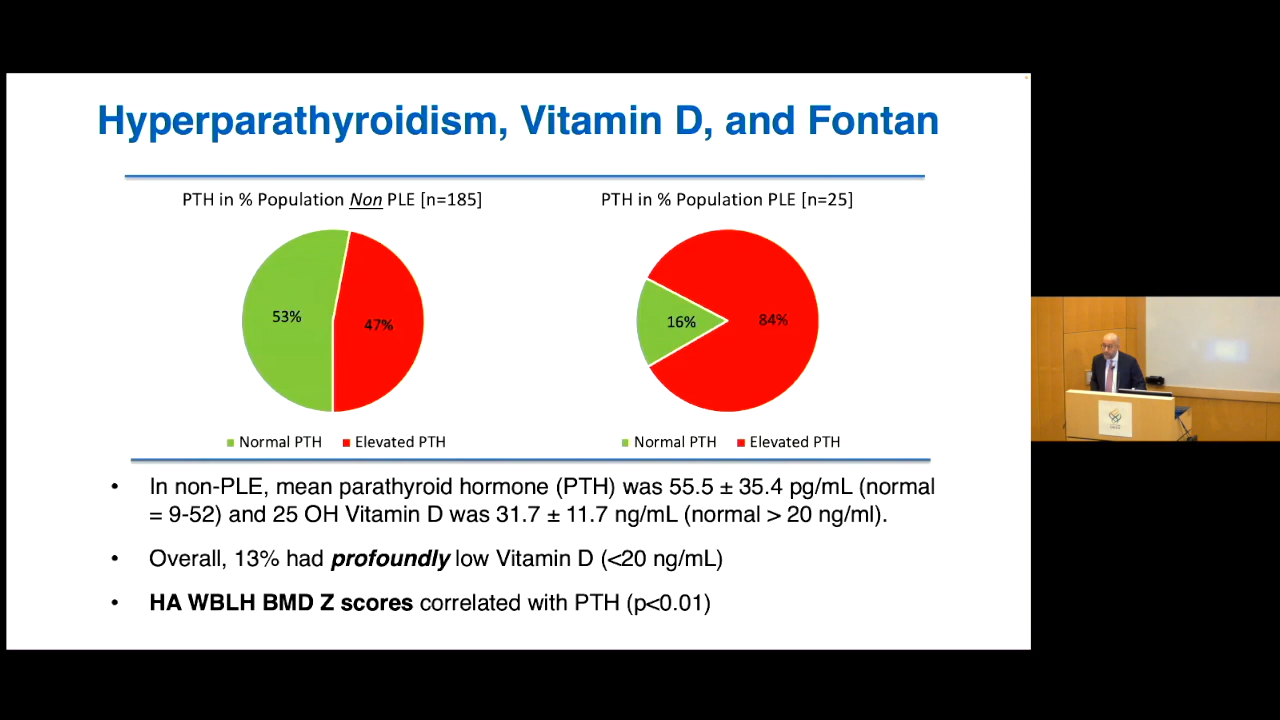 Hyperparathyroidism, Vitamin D, and Fontan
PTH in % Population Non PLE [n=185]
53%
47%
Normal PTH
Elevated PTH
PTH in % Population PLE [n=25]
16%
84%
Normal PTH
Elevated PTH
• In non-PLE, mean parathyroid hormone (PTH) was 55.5 ± 35.4 pg/mL (normal
= 9-52) and 25 OH Vitamin D was 31.7 ± 11.7 ng/mL (normal > 20 ng/ml).
• Overall, 13% had profoundly low Vitamin D (<20 ng/mL)
• HA WBLH BMD Z scores correlated with PTH (p<0.01)